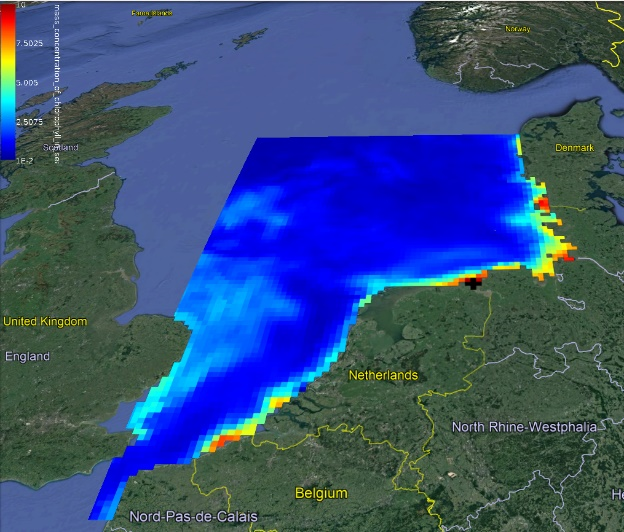 10
7.5025
5.005
2.5075
1E-2
Faroe Islands
Norway
Scotland
Denmark
United Kingdom
England
Netherlands
North Rhine-Westphalia
Belgium
Nord-Pas-de-Calais
He